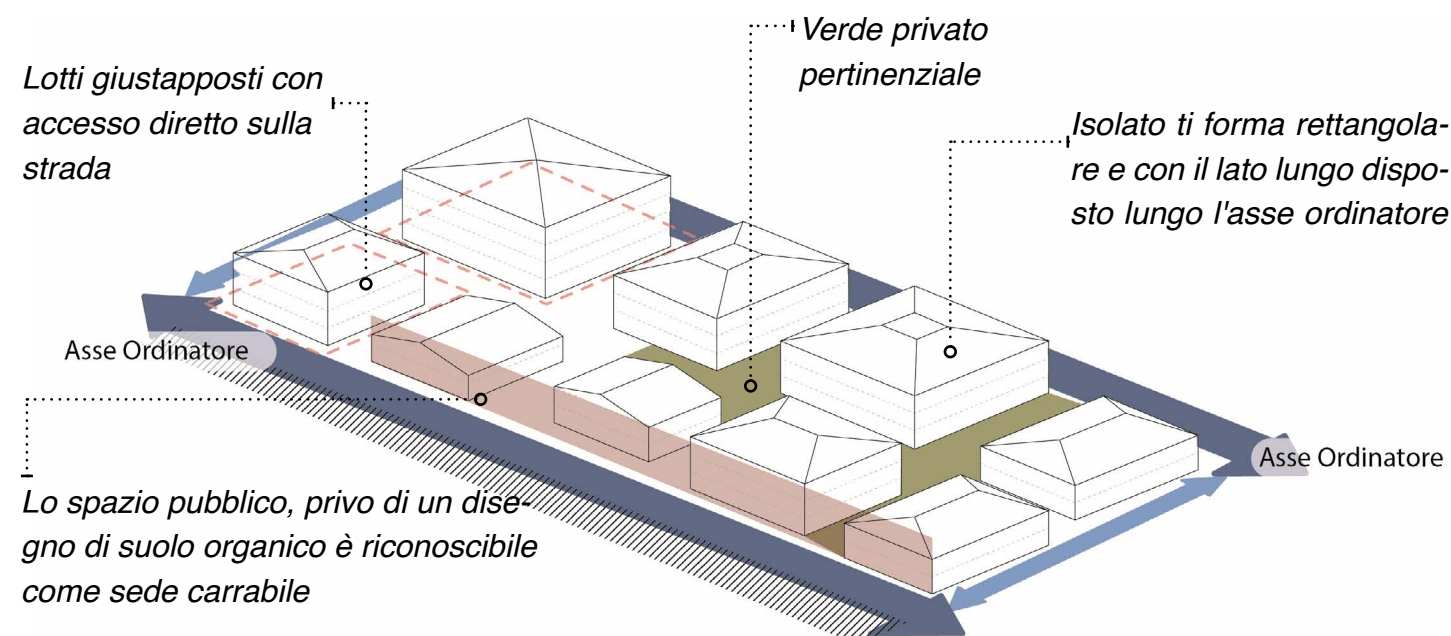 Verde privato
pertinenziale
Lotti giustapposti con
accesso diretto sulla
strada
Isolato ti forma rettangola-
re e con il lato lungo dispo-
sto lungo l'asse ordinatore
Asse Ordinatore
Asse Ordinatore
Lo spazio pubblico, privo di un dise-
gno di suolo organico è riconoscibile
come sede carrabile